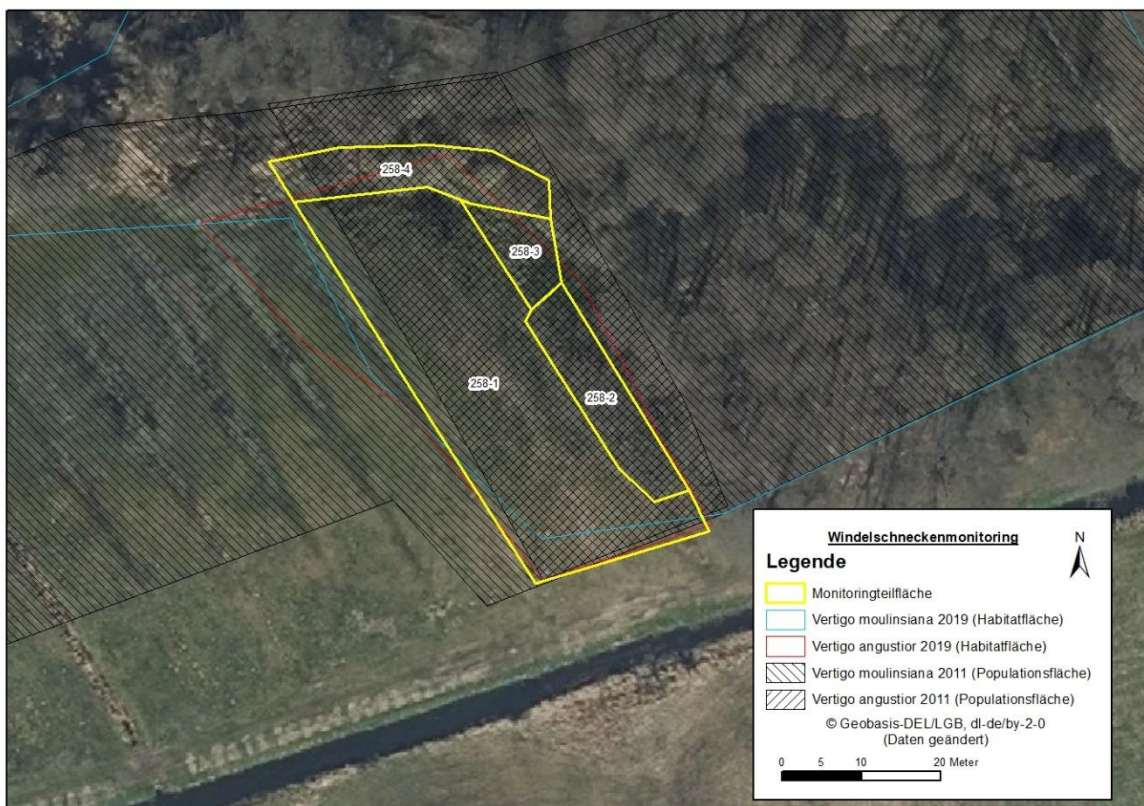 258-4
258-3
258-1
258-2
Windelschneckenmonitoring
N
Legende
Monitoringteilfläche
Vertigo moulinsiana 2019 (Habitatfläche)
Vertigo angustior 2019 (Habitatfläche)
Vertigo moulinsiana 2011 (Populationsfläche)
Vertigo angustior 2011 (Populationsfläche)
© Geobasis-DEL/LGB, dl-de/by-2-0
(Daten geändert)
0 5 10 20 Meter